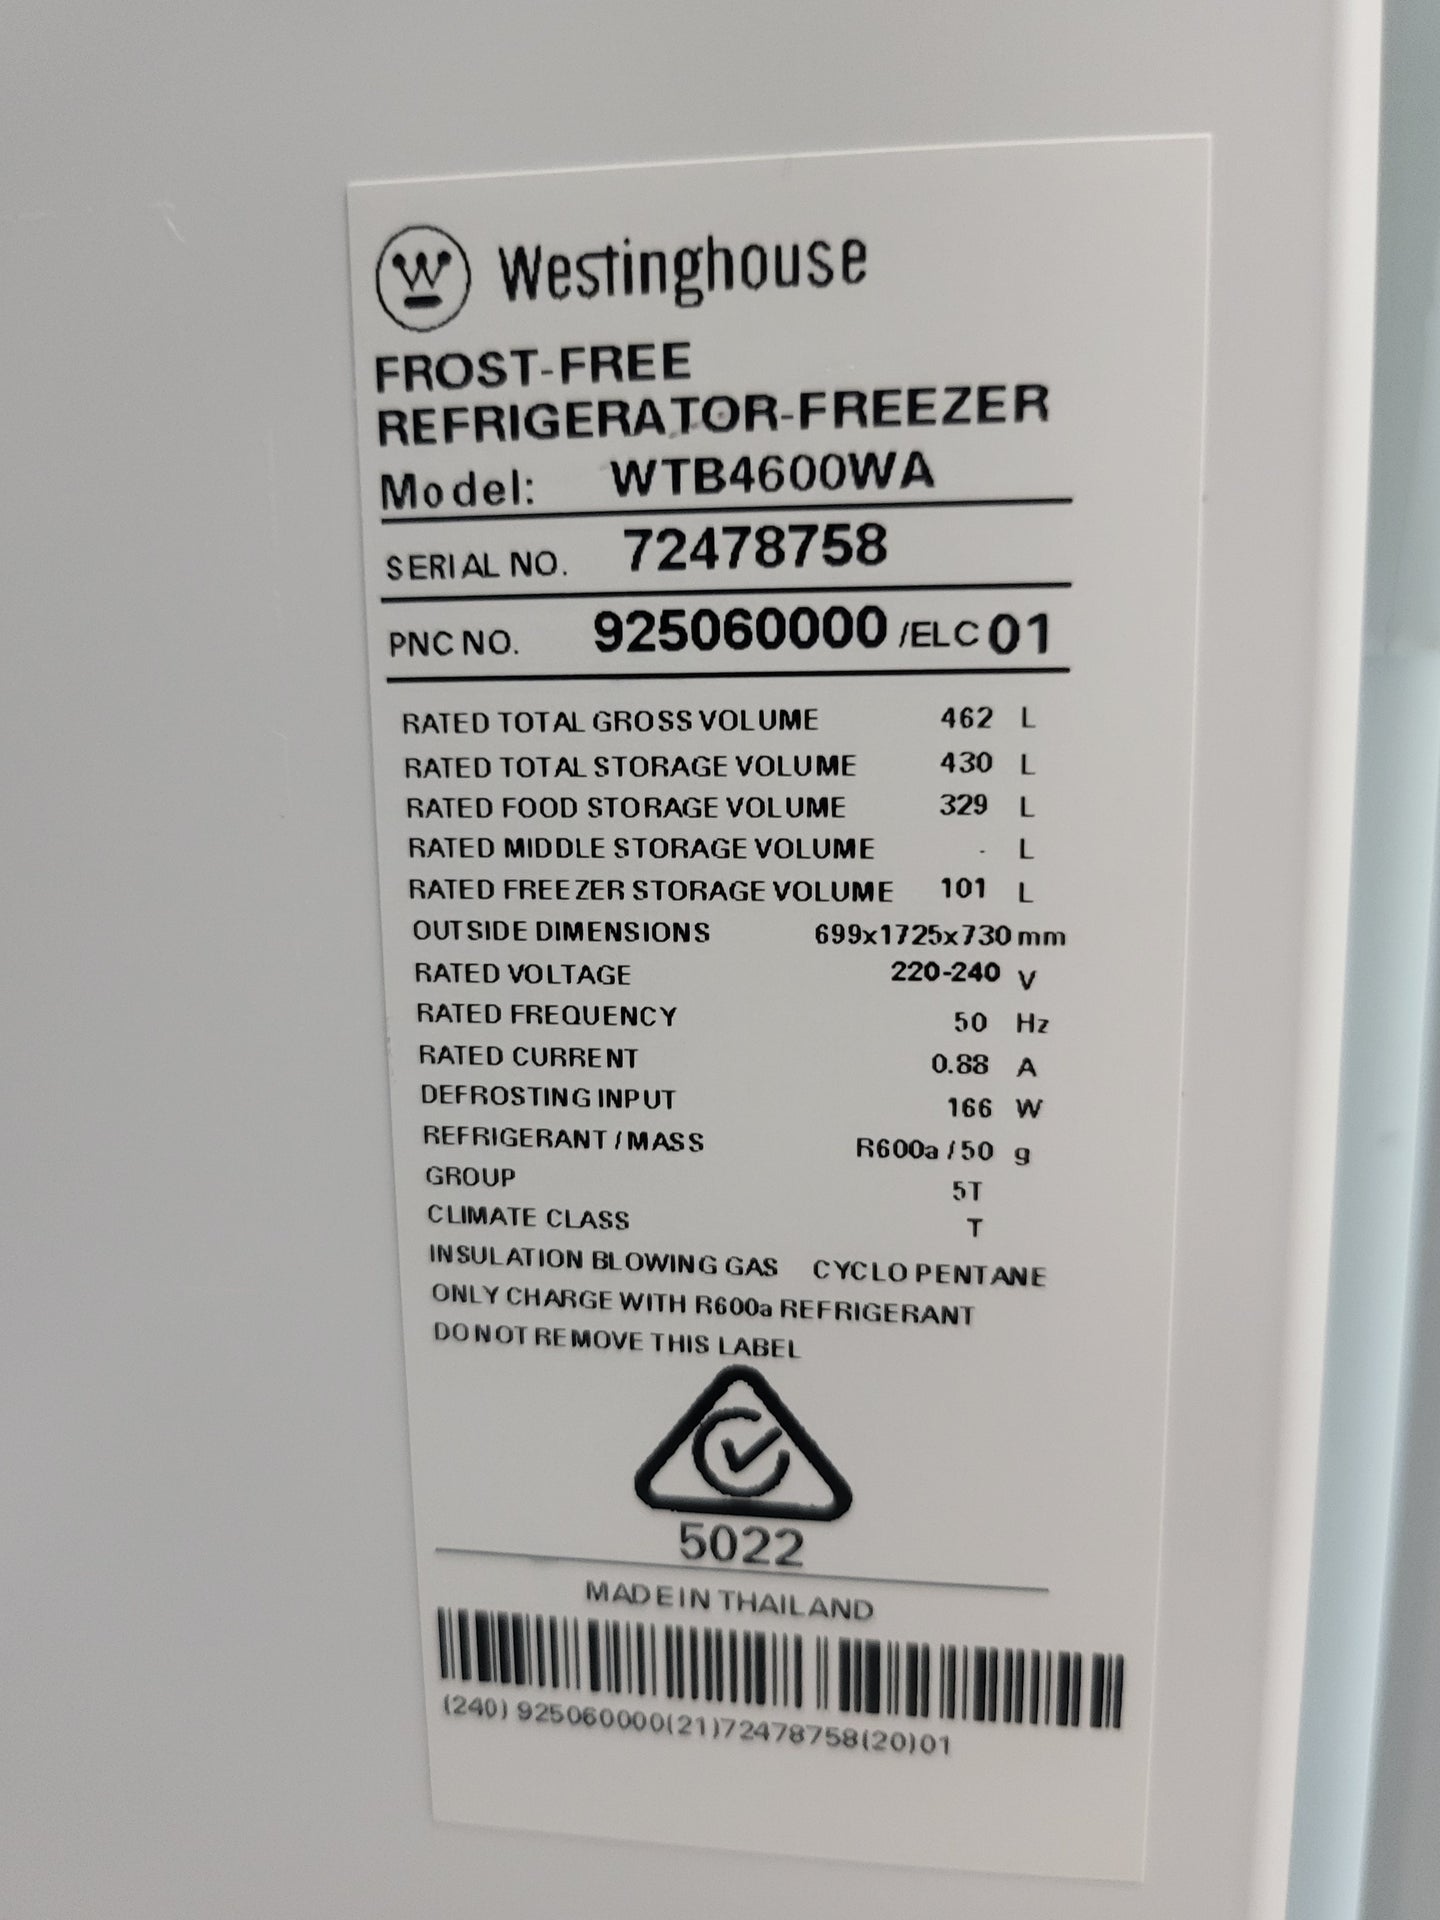 W Westinghouse
FROST-FREE
REFRIGERATOR-FREEZER
Model: WTB4600WA
SERIAL NO. 72478758
PNC NO. 925060000 /ELC 01
RATED TOTAL GROSS VOLUME 462 L
RATED TOTAL STORAGE VOLUME 430 L
RATED FOOD STORAGE VOLUME 329 L
RATED MIDDLE STORAGE VOLUME - L
RATED FREEZER STORAGE VOLUME 101 L
OUTSIDE DIMENSIONS 699x1725x730 mm
RATED VOLTAGE 220-240 V
RATED FREQUENCY 50 Hz
RATED CURRENT 0.88 A
DEFROSTING INPUT 166 W
REFRIGERANT / MASS R600a / 50 g
GROUP 5T
CLIMATE CLASS T
INSULATION BLOWING GAS CYCLO PENTANE
ONLY CHARGE WITH R600a REFRIGERANT
DO NOT REMOVE THIS LABEL
5022
MADE IN THAILAND
(240) 925060000(21)72478758(20)01